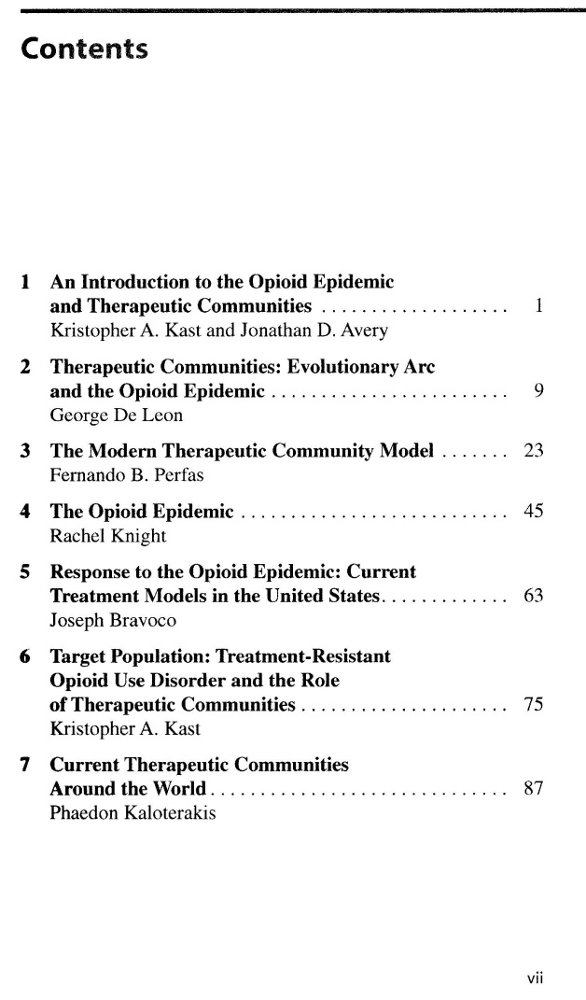 Contents
1 An Introduction to the Opioid Epidemic
and Therapeutic Communities . . . . . . . . . . . . . . . . . . . 1
Kristopher A. Kast and Jonathan D. Avery
2 Therapeutic Communities: Evolutionary Arc
and the Opioid Epidemic . . . . . . . . . . . . . . . . . . . . . . . . 9
George De Leon
3 The Modern Therapeutic Community Model . . . . . . . 23
Fernando B. Perfas
4 The Opioid Epidemic . . . . . . . . . . . . . . . . . . . . . . . . . . . 45
Rachel Knight
5 Response to the Opioid Epidemic: Current
Treatment Models in the United States. . . . . . . . . . . . . 63
Joseph Bravoco
6 Target Population: Treatment-Resistant
Opioid Use Disorder and the Role
of Therapeutic Communities . . . . . . . . . . . . . . . . . . . . . 75
Kristopher A. Kast
7 Current Therapeutic Communities
Around the World. . . . . . . . . . . . . . . . . . . . . . . . . . . . . . 87
Phaedon Kaloterakis
vii